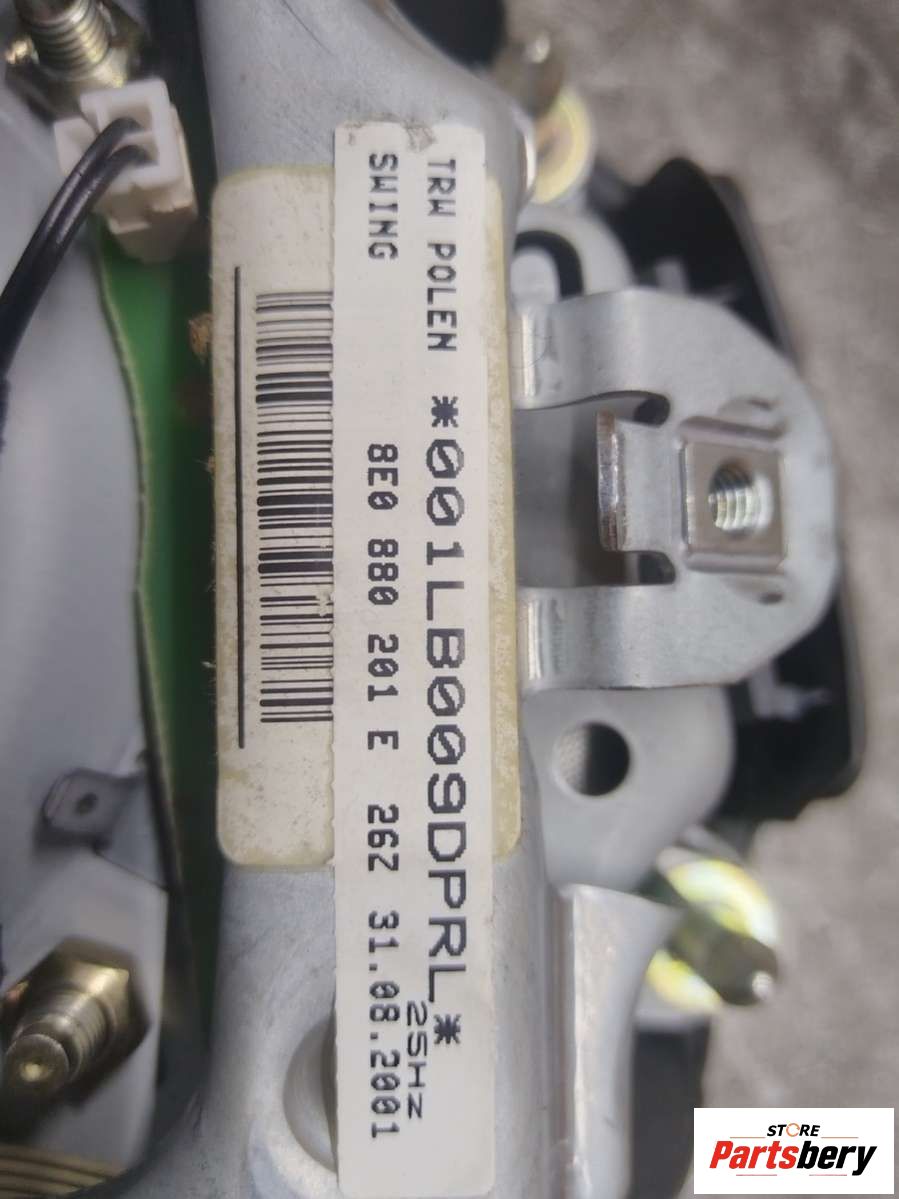 TRW POLEN *001LB009DPRL*
25HZ
SWING 8E0 880 201 E 26Z 31.08.2001
STORE
Partsbery